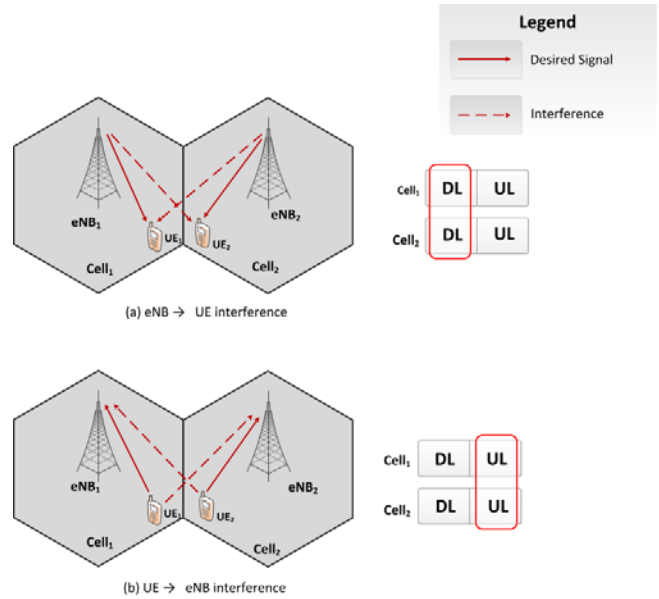 Legend
Desired Signal
Interference
eNB₁
eNB₂
UE₁
UE₂
Cell₁
Cell₂
Cell₁ DL UL
Cell₂ DL UL
(a) eNB → UE interference
eNB₁
eNB₂
UE₁
UE₂
Cell₁
Cell₂
Cell₁ DL UL
Cell₂ DL UL
(b) UE → eNB interference